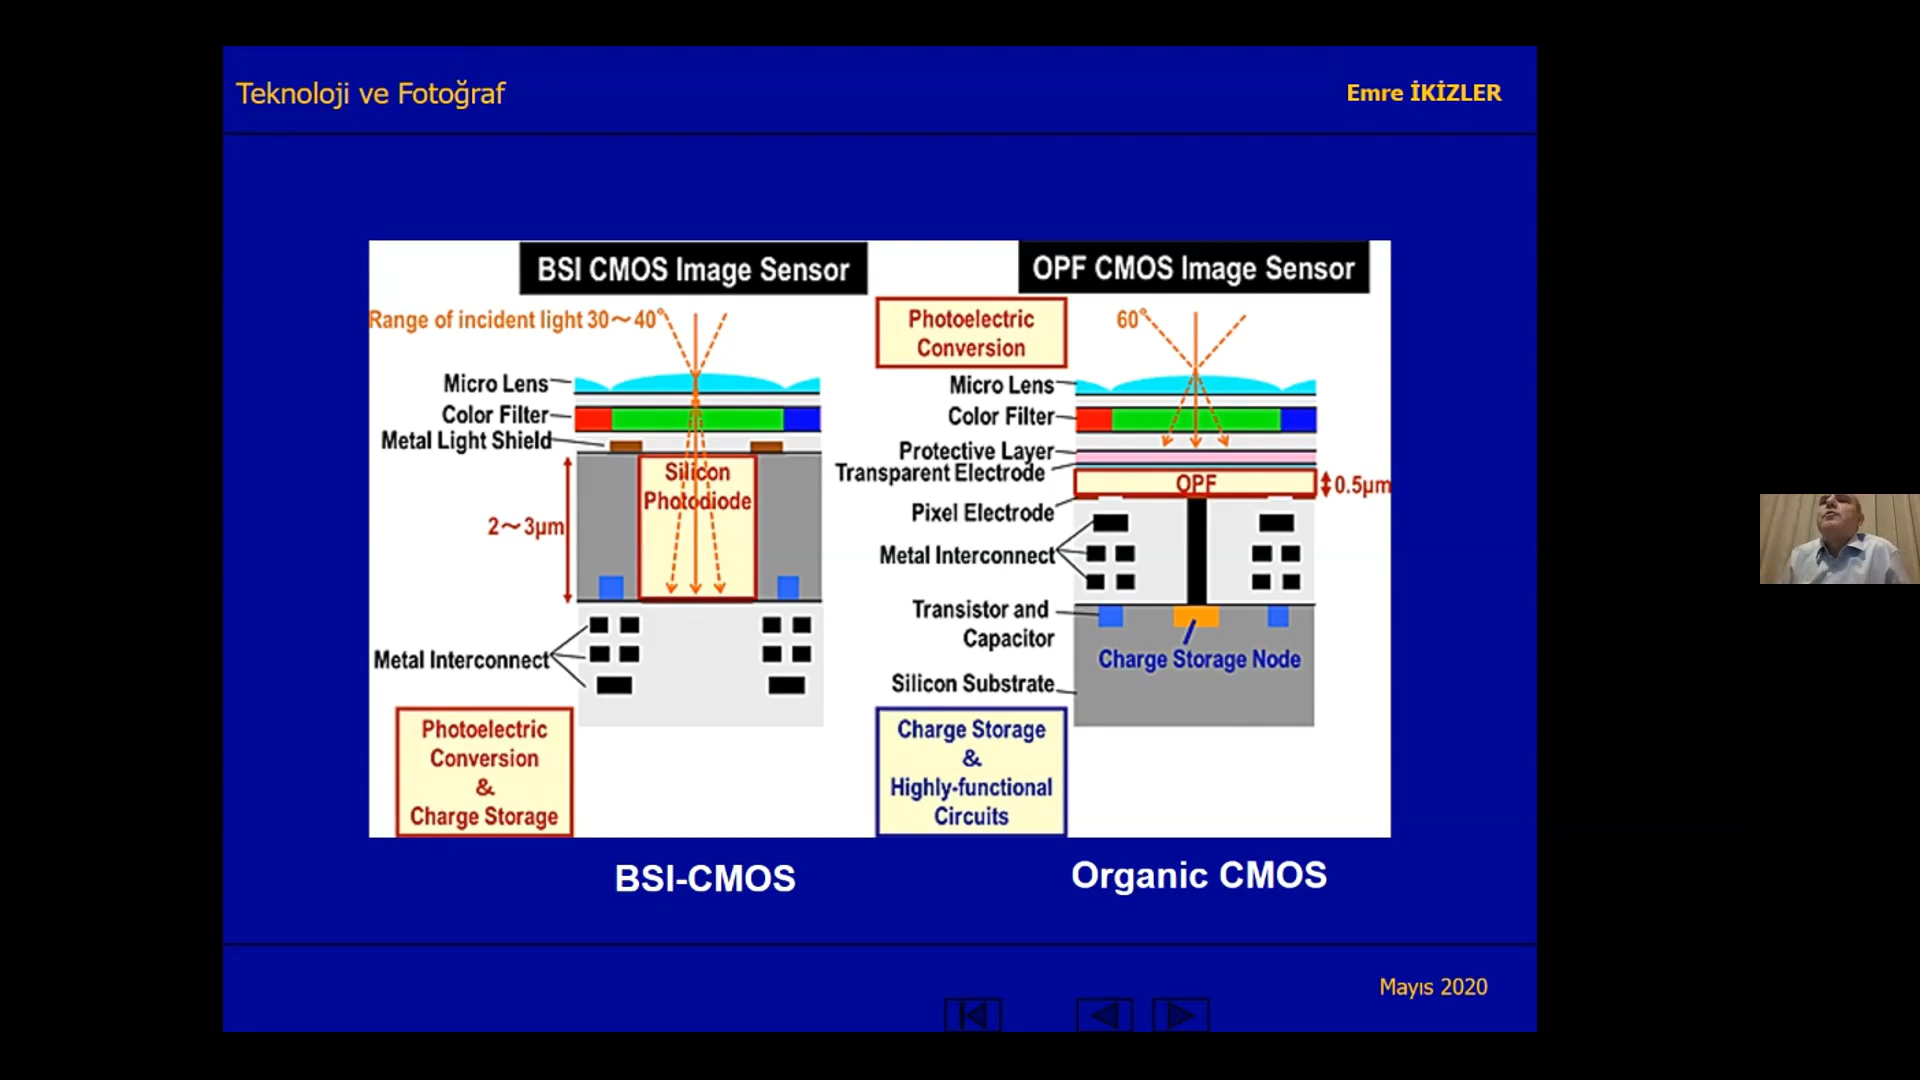 Teknoloji ve Fotoğraf
Emre İKİZLER
BSI CMOS Image Sensor
Range of incident light 30～40°
Micro Lens
Color Filter
Metal Light Shield
Silicon
Photodiode
2～3μm
Metal Interconnect
Photoelectric
Conversion
&
Charge Storage
BSI-CMOS
OPF CMOS Image Sensor
Photoelectric
Conversion
60°
Micro Lens
Color Filter
Protective Layer
Transparent Electrode
OPF
0.5μm
Pixel Electrode
Metal Interconnect
Transistor and
Capacitor
Charge Storage Node
Silicon Substrate
Charge Storage
&
Highly-functional
Circuits
Organic CMOS
Mayıs 2020